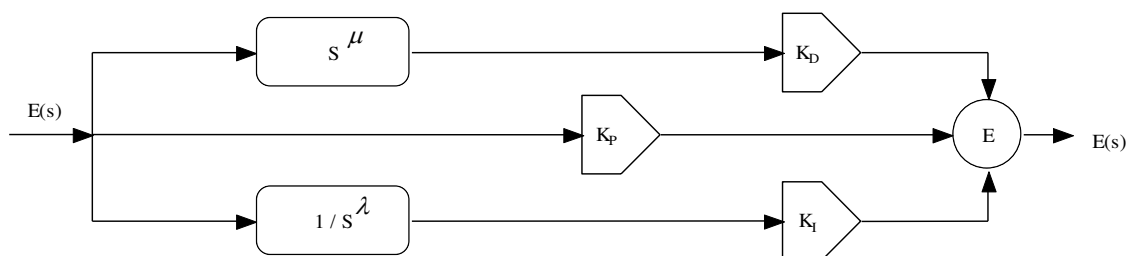 S^μ
K_D
E(s)
K_P
E
E(s)
1 / S^λ
K_I